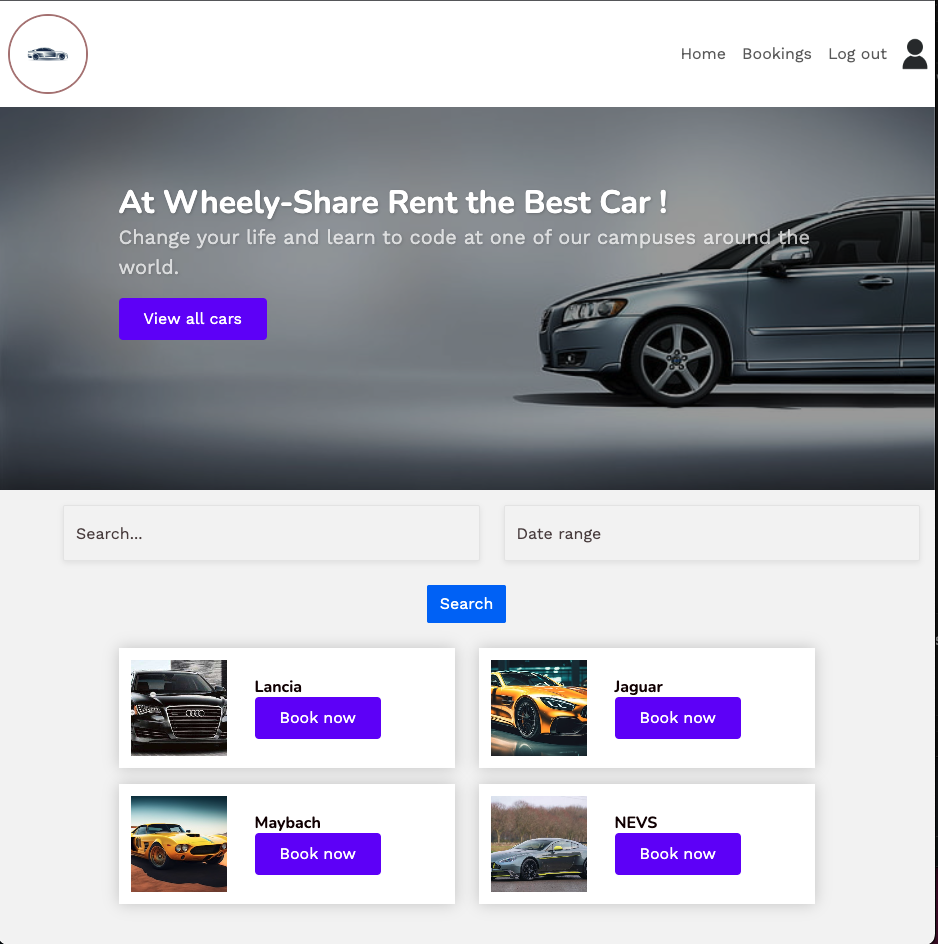 Home Bookings Log out
At Wheely-Share Rent the Best Car !
Change your life and learn to code at one of our campuses around the
world.
View all cars
Search...
Date range
Search
Lancia
Book now
Jaguar
Book now
Maybach
Book now
NEVS
Book now